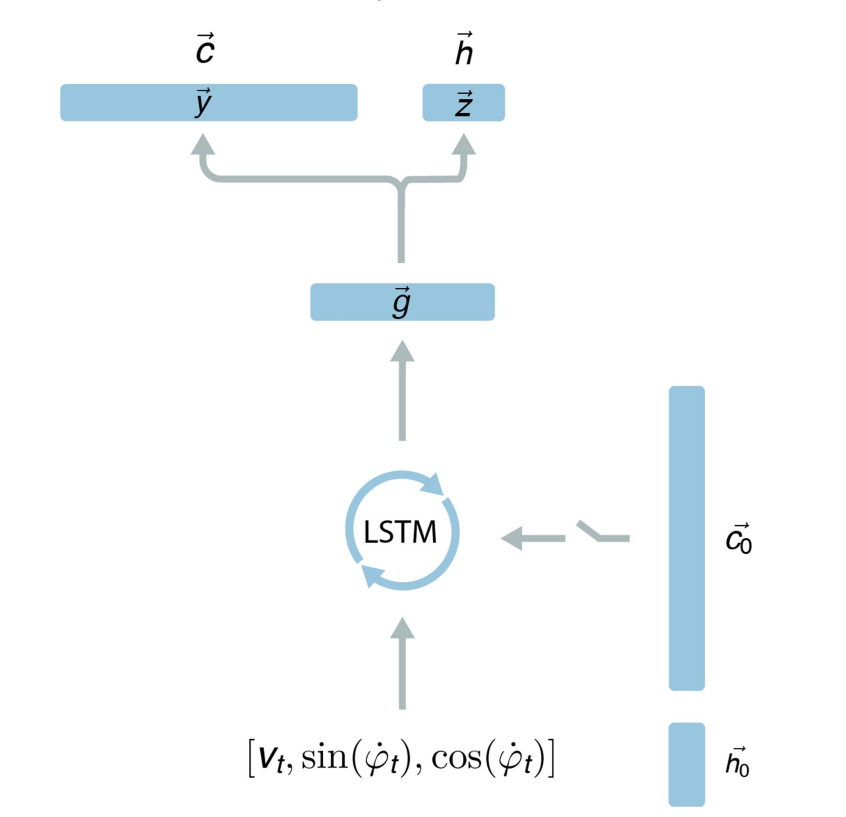 c⃗ h⃗
y⃗ z⃗
g⃗
LSTM
c⃗₀
[vₜ, sin(φ̇ₜ), cos(φ̇ₜ)]
h⃗₀